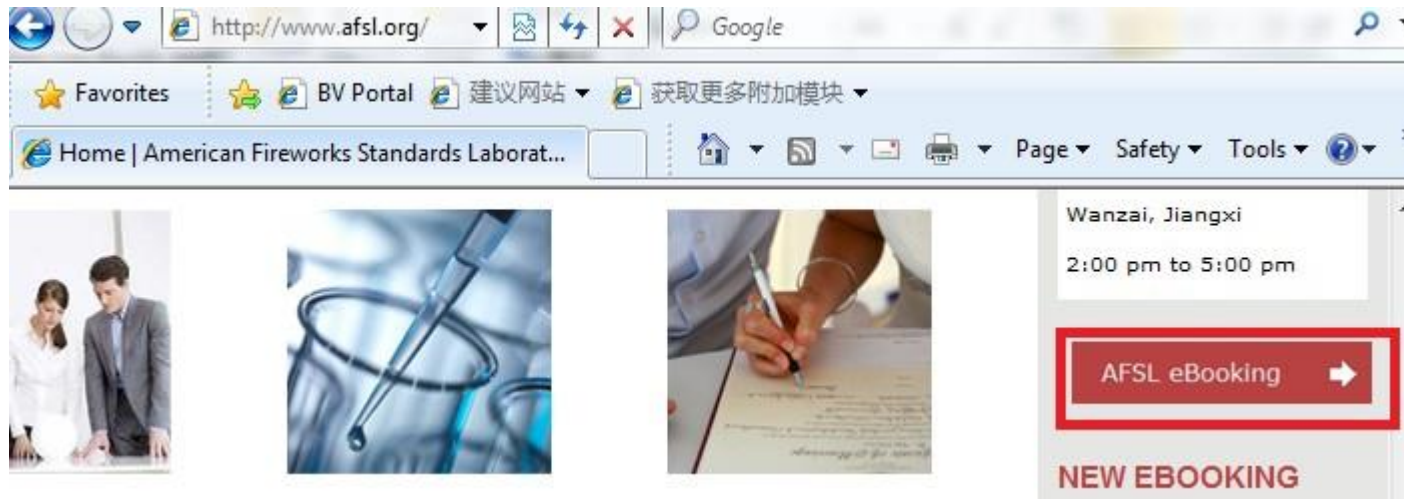 http://www.afsl.org/ Google
Favorites BV Portal 建议网站 获取更多附加模块
Home | American Fireworks Standards Laborat... Page Safety Tools
Wanzai, Jiangxi
2:00 pm to 5:00 pm
AFSL eBooking
NEW EBOOKING